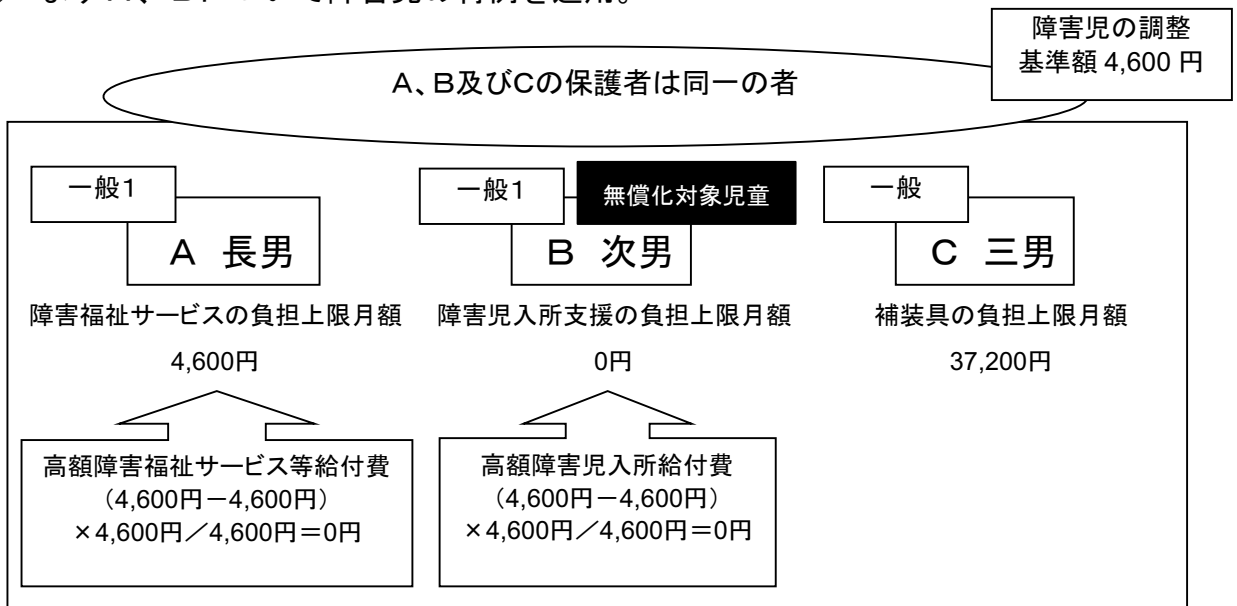 障害児の調整
基準額 4,600 円
A、B及びCの保護者は同一の者
一般1
A 長男
障害福祉サービスの負担上限月額
4,600円
高額障害福祉サービス等給付費
（4,600円－4,600円）
×4,600円／4,600円＝0円
一般1
無償化対象児童
B 次男
障害児入所支援の負担上限月額
0円
高額障害児入所給付費
（4,600円－4,600円）
×4,600円／4,600円＝0円
一般
C 三男
補装具の負担上限月額
37,200円